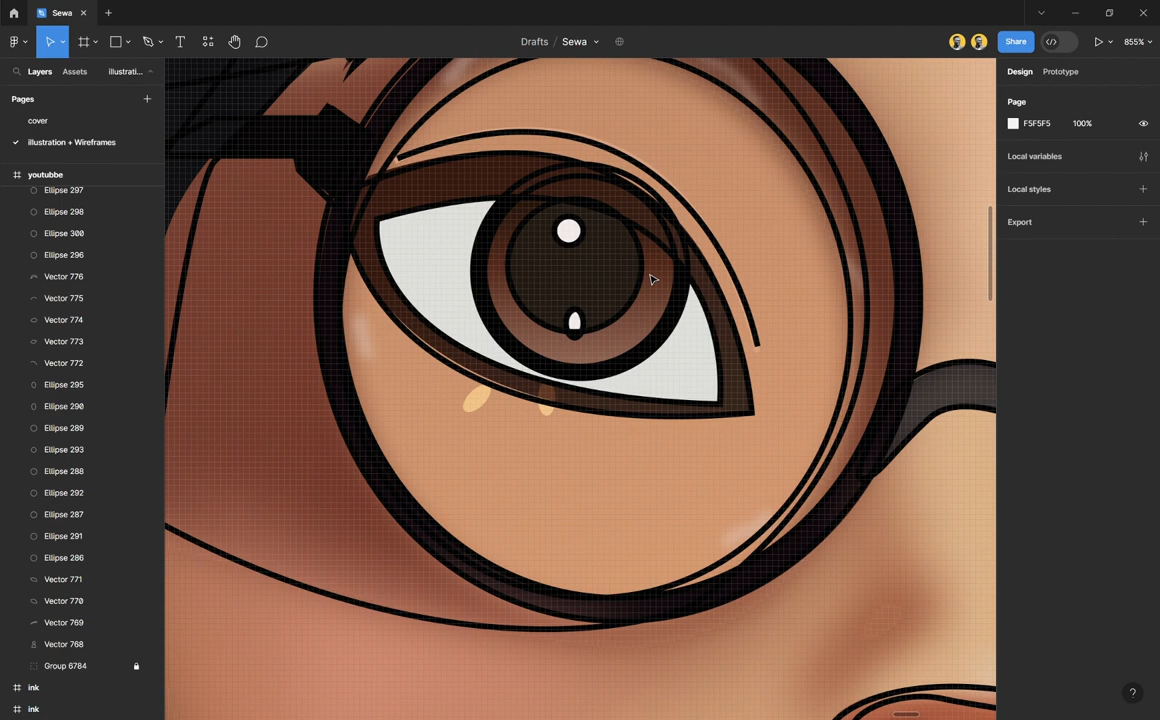 Sewa
Drafts / Sewa
Share
855%
Layers
Assets
illustrati...
Design
Prototype
Pages
cover
illustration + Wireframes
youtubbe
Ellipse 297
Ellipse 298
Ellipse 300
Ellipse 296
Vector 776
Vector 775
Vector 774
Vector 773
Vector 772
Ellipse 295
Ellipse 290
Ellipse 289
Ellipse 293
Ellipse 288
Ellipse 292
Ellipse 287
Ellipse 291
Ellipse 286
Vector 771
Vector 770
Vector 769
Vector 768
Group 6784
ink
ink
Page
F5F5F5 100%
Local variables
Local styles
Export
?